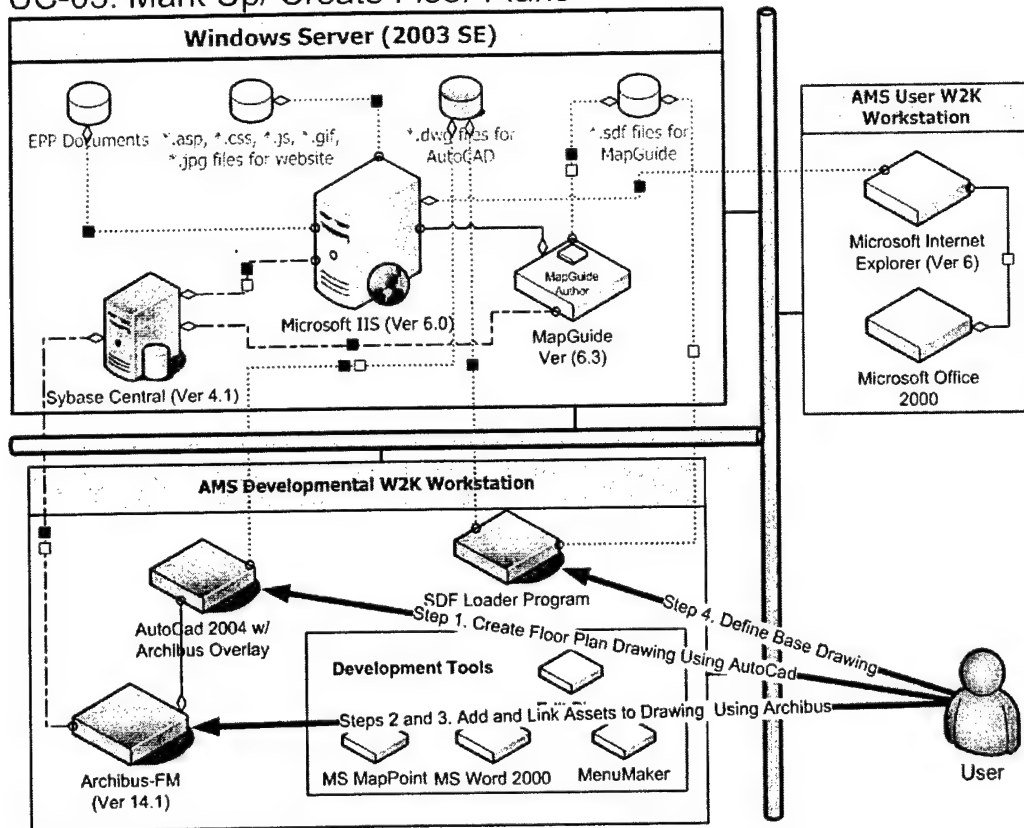 UC-03: Mark Up/ Create Floor Plans
Windows Server (2003 SE)
EPP Documents
*.asp, *.css, *.js, *.gif,
*.jpg files for website
*.dwg files for
AutoCAD
*.sdf files for
MapGuide
AMS User W2K
Workstation
Microsoft Internet
Explorer (Ver 6)
Microsoft Office
2000
MapGuide
Author
Microsoft IIS (Ver 6.0)
MapGuide
Ver (6.3)
Sybase Central (Ver 4.1)
AMS Developmental W2K Workstation
SDF Loader Program
AutoCad 2004 w/
Archibus Overlay
Step 4. Define Base Drawing
Step 1. Create Floor Plan Drawing Using AutoCad
Development Tools
Steps 2 and 3. Add and Link Assets to Drawing Using Archibus
MS MapPoint
MS Word 2000
MenuMaker
Archibus-FM
(Ver 14.1)
User